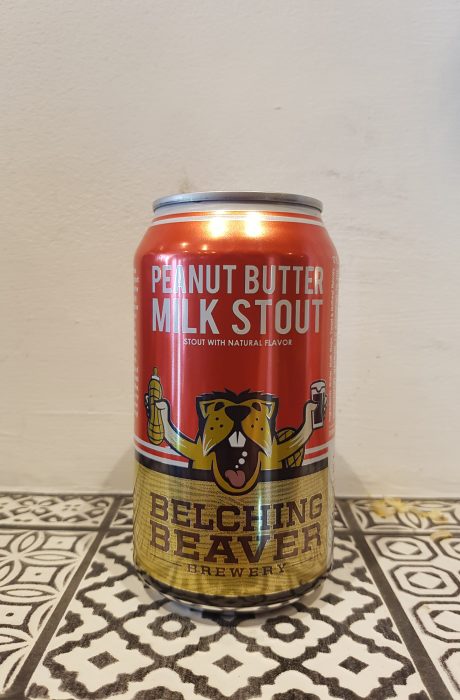 PEANUT BUTTER
MILK STOUT
STOUT WITH NATURAL FLAVOR
BELCHING
BEAVER
BREWERY